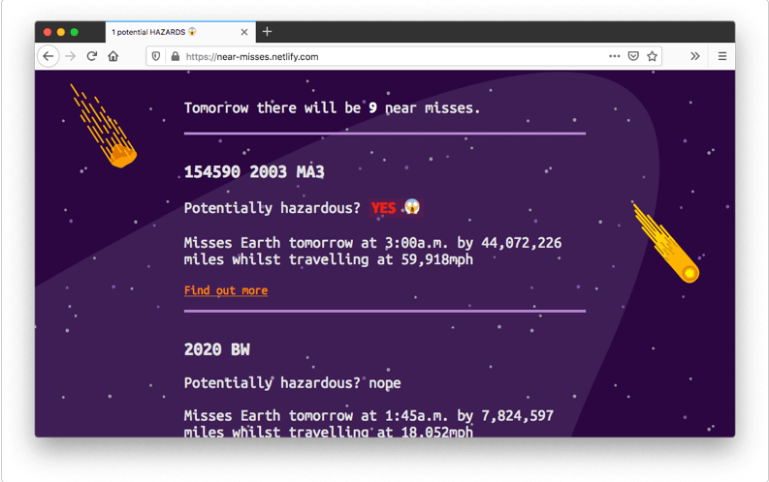 1 potential HAZARDS 😱
https://near-misses.netlify.com
Tomorrow there will be 9 near misses.
154590 2003 MA3
Potentially hazardous? YES 😱
Misses Earth tomorrow at 3:00a.m. by 44,072,226
miles whilst travelling at 59,918mph
Find out more
2020 BW
Potentially hazardous? nope
Misses Earth tomorrow at 1:45a.m. by 7,824,597
miles whilst travelling at 18,052mph